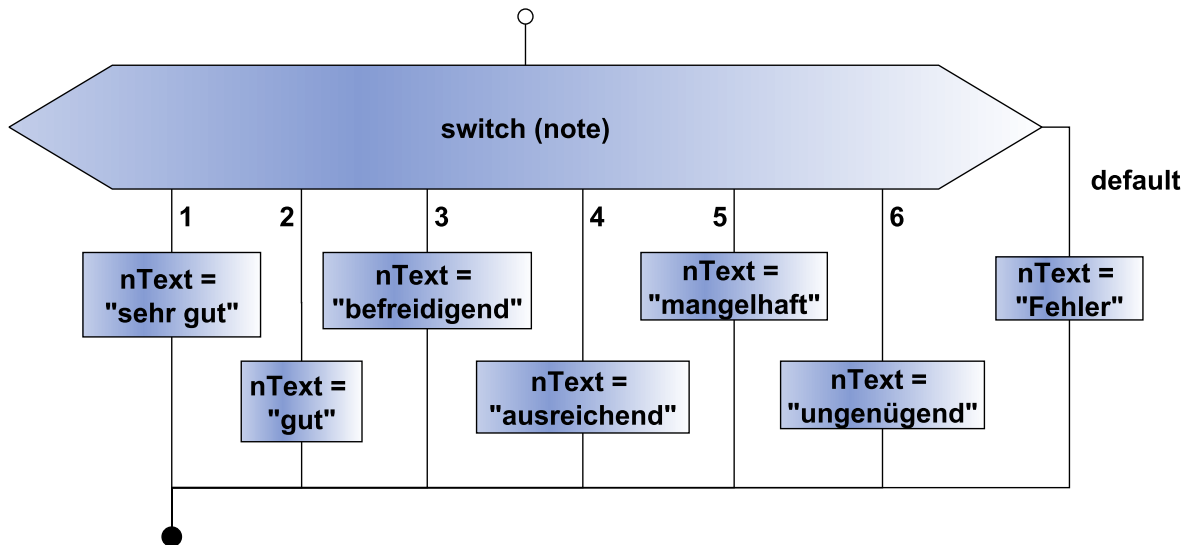 switch (note)
default
1
2
3
4
5
6
nText =
"sehr gut"
nText =
"gut"
nText =
"befreidigend"
nText =
"ausreichend"
nText =
"mangelhaft"
nText =
"ungenügend"
nText =
"Fehler"